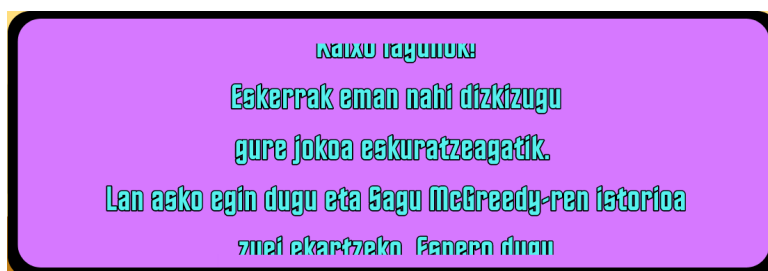 Kaixo lagunok!
Eskerrak eman nahi dizkizugu
gure jokoa eskuratzeagatik.
Lan asko egin dugu eta Sagu McGreedy-ren istorioa
zuei ekartzeko. Espero dugu